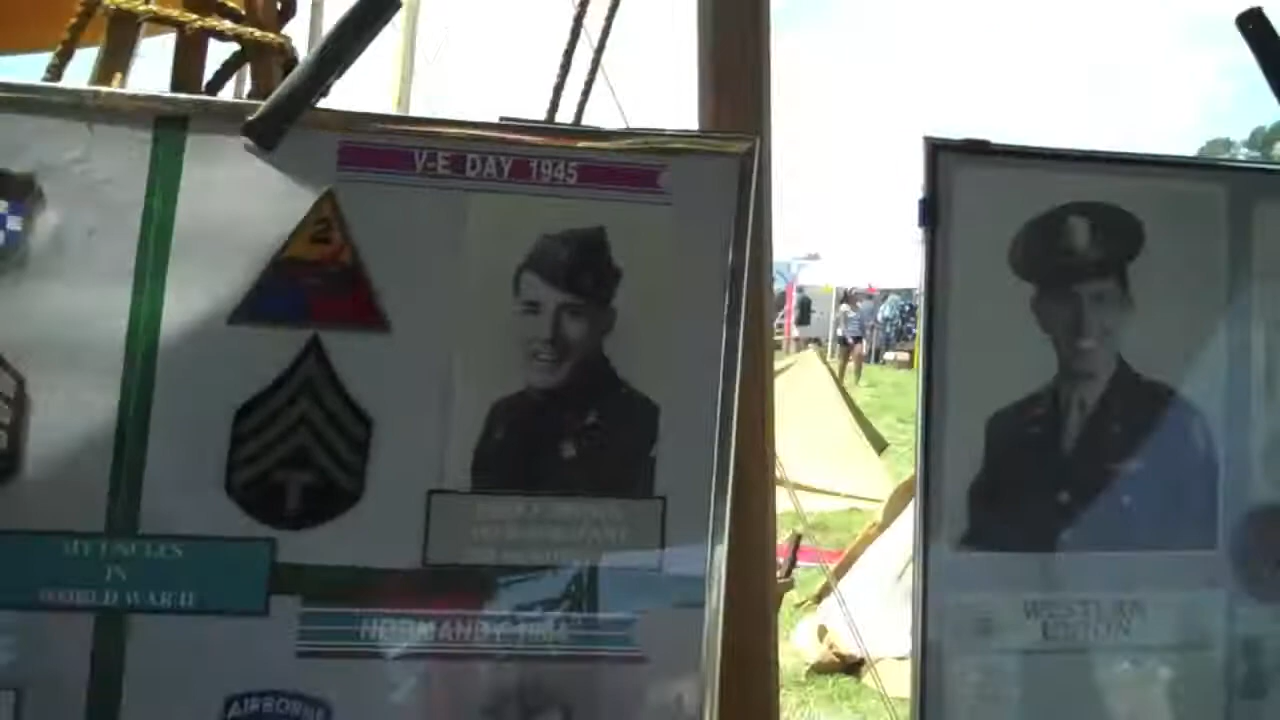 V-E DAY 1945
2
T
MY UNCLES
IN
WORLD WAR II
NORMANDY 1944
WESTERN
UNION
AIRBORNE